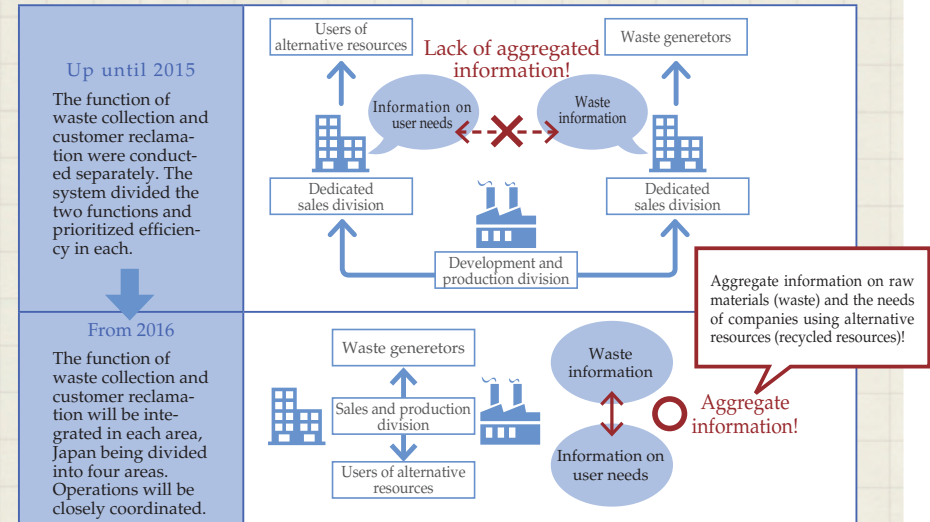 Up until 2015
The function of
waste collection and
customer reclama-
tion were conduct-
ed separately. The
system divided the
two functions and
prioritized efficien-
cy in each.
Users of
alternative resources
Lack of aggregated
information!
Waste generetors
Information on
user needs
Waste
information
Dedicated
sales division
Dedicated
sales division
Development and
production division
Aggregate information on raw
materials (waste) and the needs
of companies using alternative
resources (recycled resources)!
From 2016
The function of
waste collection and
customer reclama-
tion will be inte-
grated in each area,
Japan being divided
into four areas.
Operations will be
closely coordinated.
Waste generetors
Sales and production
division
Users of alternative
resources
Waste
information
Information on
user needs
Aggregate
information!